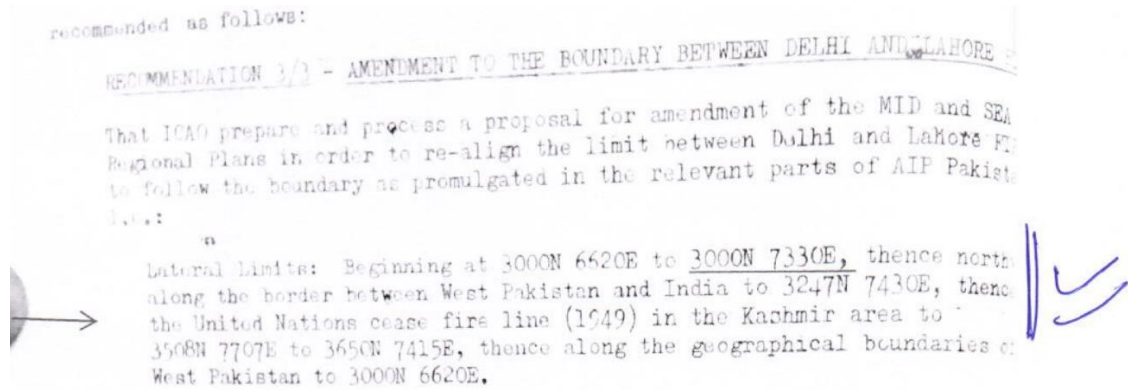 recommended as follows:
RECOMMENDATION 3/3 - AMENDMENT TO THE BOUNDARY BETWEEN DELHI AND LAHORE
That ICAO prepare and process a proposal for amendment of the MID and SEA
Regional Plans in order to re-align the limit between Delhi and Lahore
to follow the boundary as promulgated in the relevant parts of AIP Pakist
i.e.:
Lateral Limits: Beginning at 3000N 6620E to 3000N 7330E, thence north
along the border between West Pakistan and India to 3247N 7430E, thenc
the United Nations cease fire line (1949) in the Kashmir area to
3508N 7707E to 3650N 7415E, thence along the geographical boundaries
West Pakistan to 3000N 6620E.